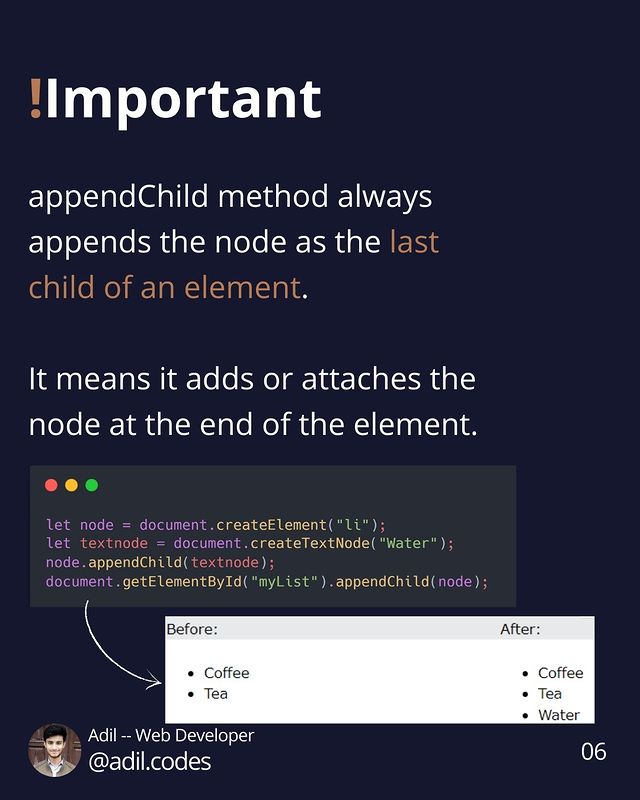 !Important
appendChild method always
appends the node as the last
child of an element.
It means it adds or attaches the
node at the end of the element.
let node = document.createElement("li");
let textnode = document.createTextNode("Water");
node.appendChild(textnode);
document.getElementById("myList").appendChild(node);
Before:
• Coffee
• Tea
After:
• Coffee
• Tea
• Water
Adil -- Web Developer
@adil.codes
06